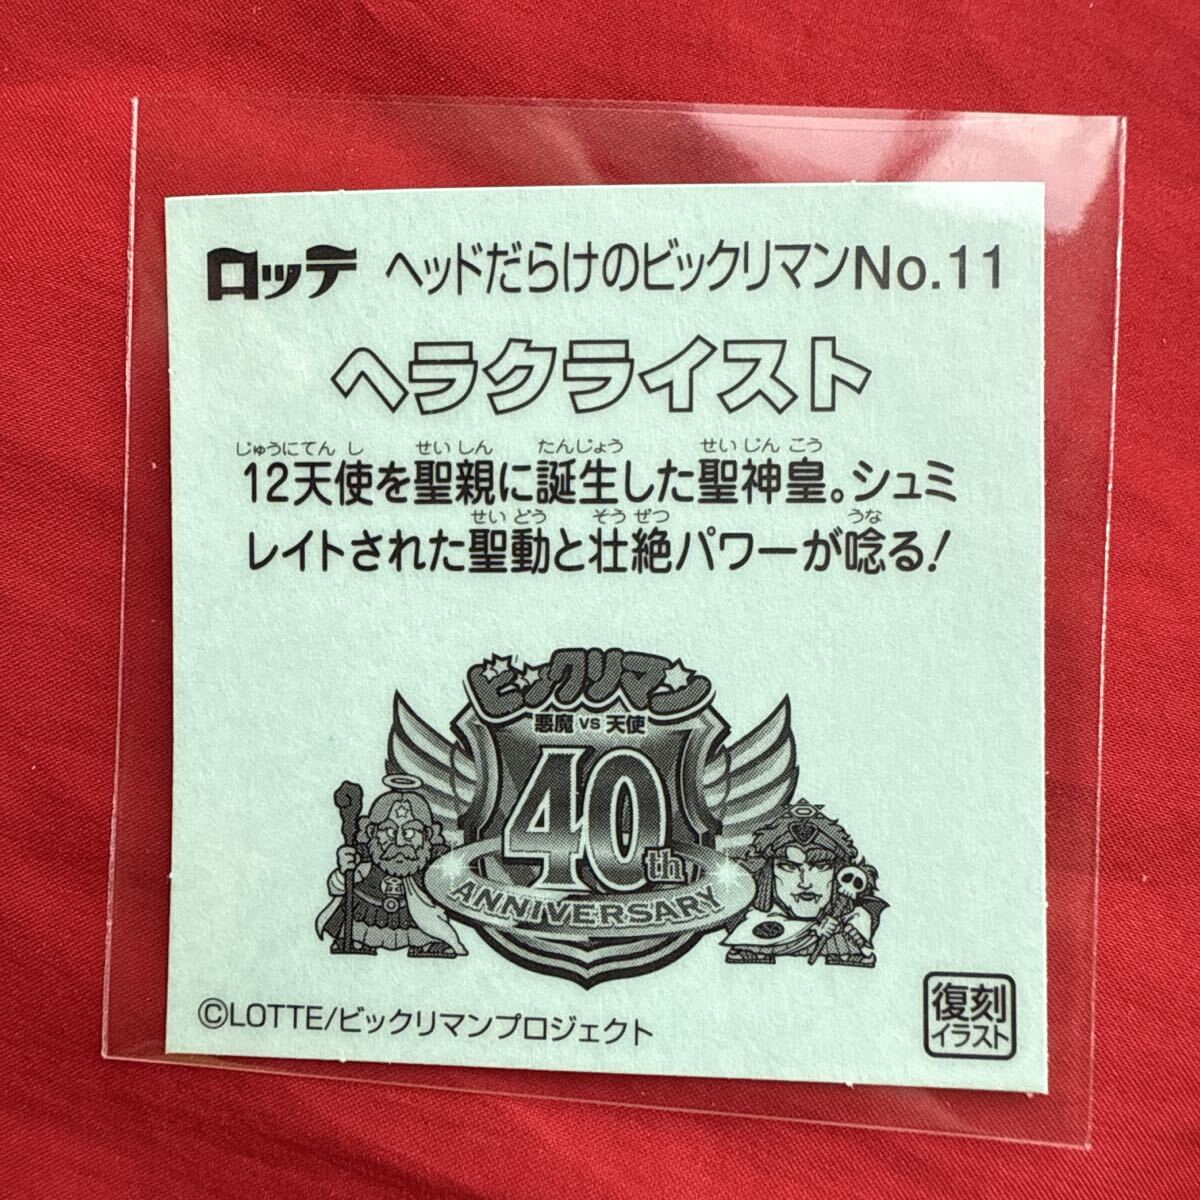 ロッテ ヘッドだらけのビックリマンNo.11
ヘラクライスト
じゅうにてんし せいしん たんじょう せいじんこう
12天使を聖親に誕生した聖神皇。シュミ
せいどう そうぜつ うな
レイトされた聖動と壮絶パワーが唸る!
ビックリマン
悪魔 VS 天使
40th
ANNIVERSARY
©LOTTE/ビックリマンプロジェクト
復刻
イラスト